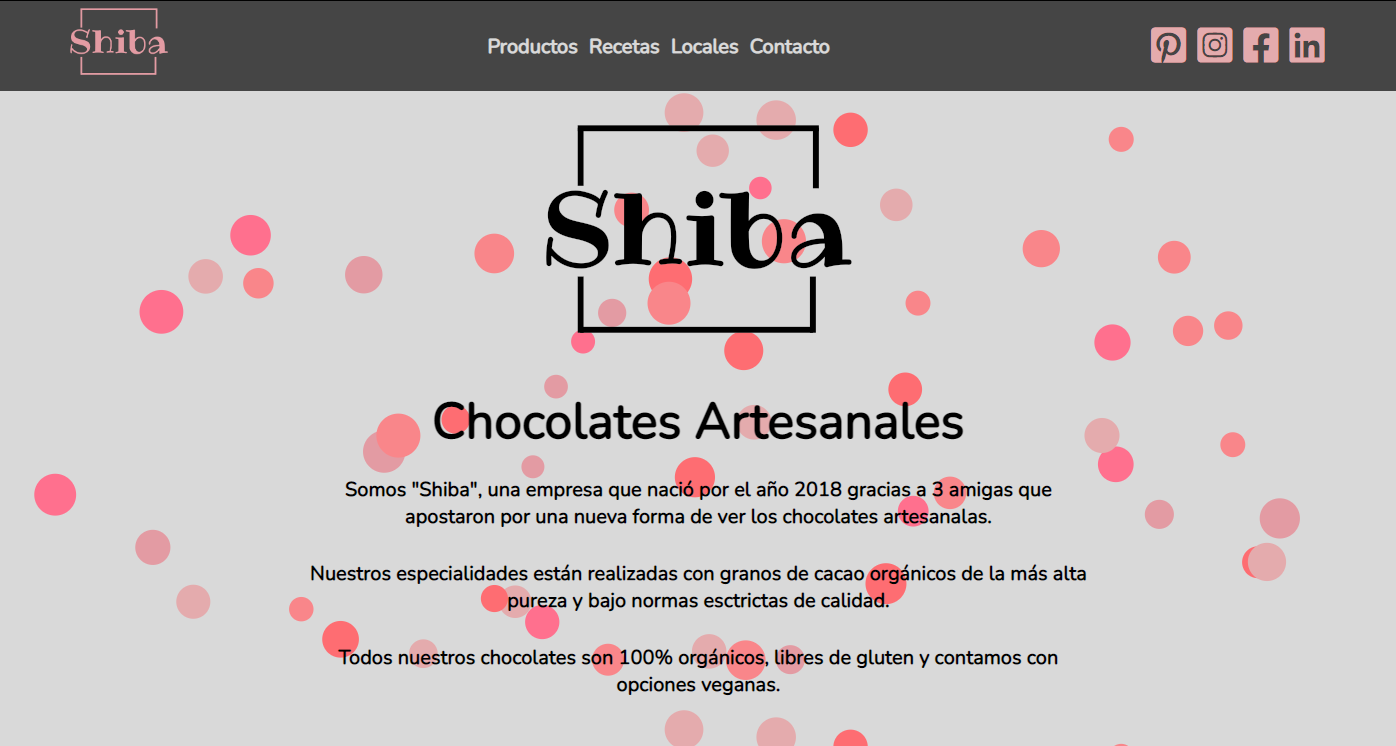 Shiba
Productos Recetas Locales Contacto
Shiba
Chocolates Artesanales
Somos "Shiba", una empresa que nació por el año 2018 gracias a 3 amigas que
apostaron por una nueva forma de ver los chocolates artesanalas.
Nuestros especialidades están realizadas con granos de cacao orgánicos de la más alta
pureza y bajo normas esctrictas de calidad.
Todos nuestros chocolates son 100% orgánicos, libres de gluten y contamos con
opciones veganas.